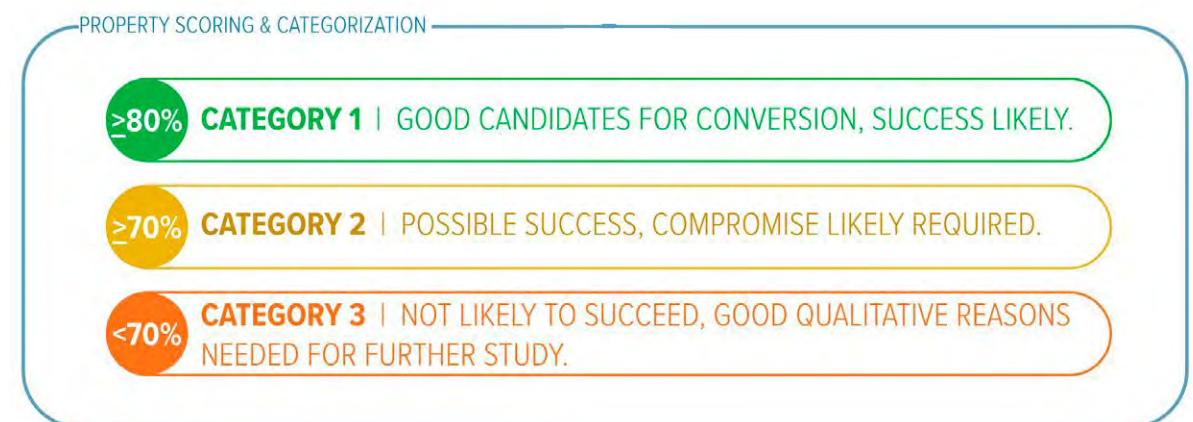 PROPERTY SCORING & CATEGORIZATION
≥80% CATEGORY 1 | GOOD CANDIDATES FOR CONVERSION, SUCCESS LIKELY.
≥70% CATEGORY 2 | POSSIBLE SUCCESS, COMPROMISE LIKELY REQUIRED.
<70% CATEGORY 3 | NOT LIKELY TO SUCCEED, GOOD QUALITATIVE REASONS
NEEDED FOR FURTHER STUDY.